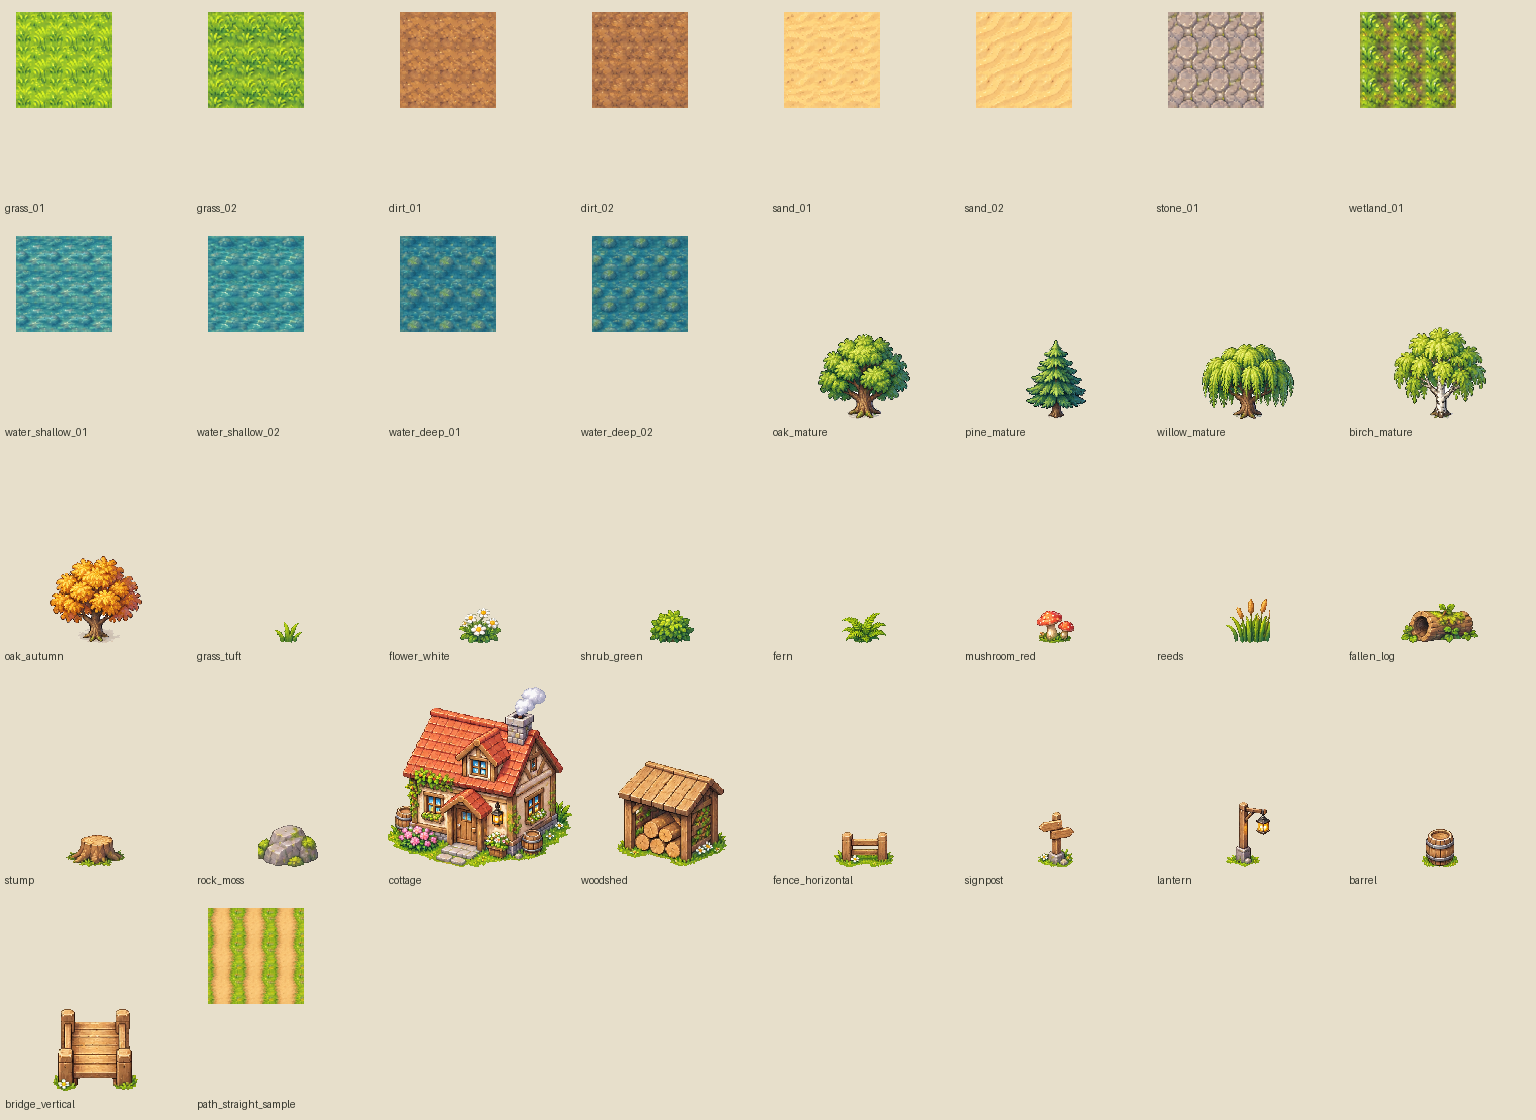 grass_01
grass_02
dirt_01
dirt_02
sand_01
sand_02
stone_01
wetland_01
water_shallow_01
water_shallow_02
water_deep_01
water_deep_02
oak_mature
pine_mature
willow_mature
birch_mature
oak_autumn
grass_tuft
flower_white
shrub_green
fern
mushroom_red
reeds
fallen_log
stump
rock_moss
cottage
woodshed
fence_horizontal
signpost
lantern
barrel
bridge_vertical
path_straight_sample